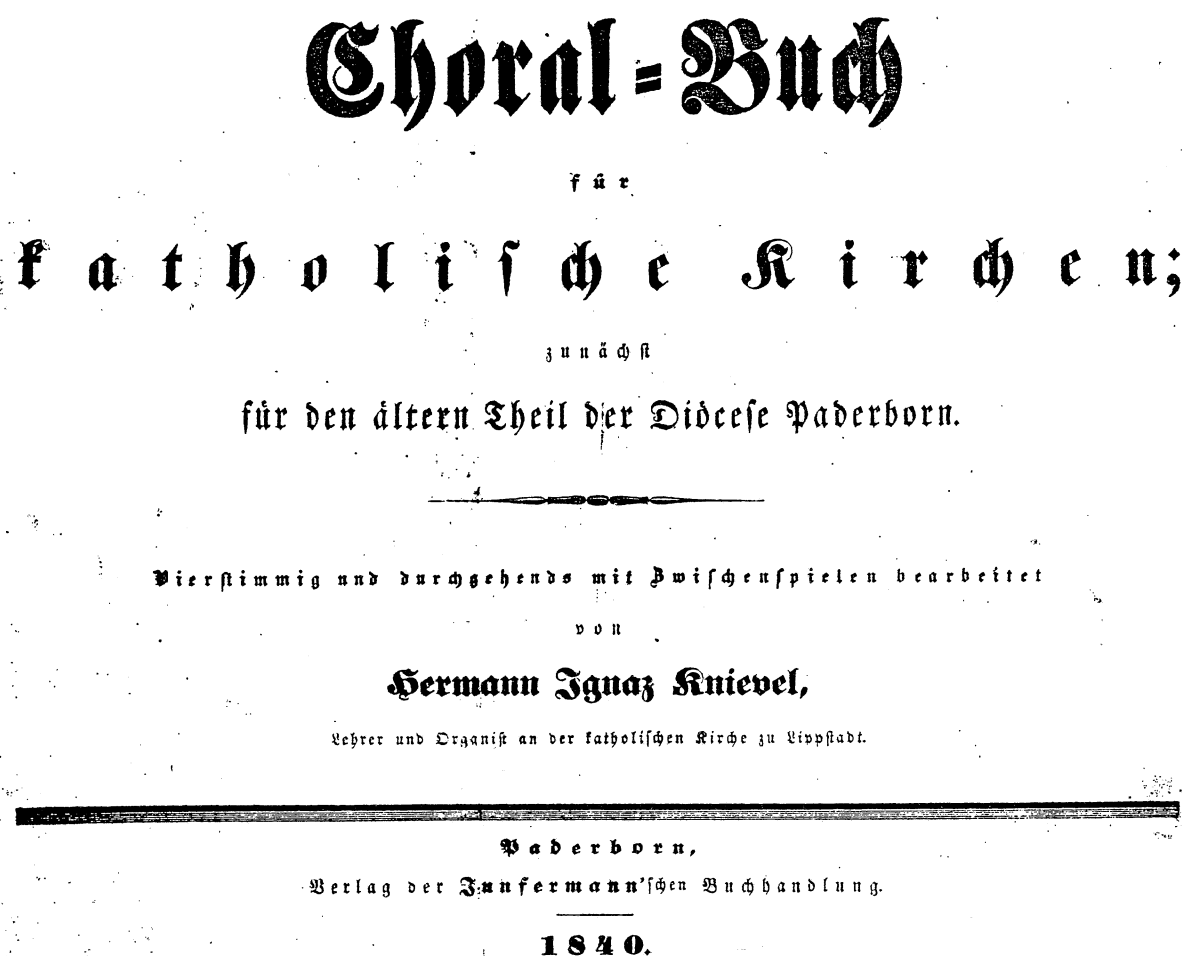 Choral=Buch
für
katholische Kirchen;
zunächst
für den ältern Theil der Diöcese Paderborn.
Vierstimmig und durchgehends mit Zwischenspielen bearbeitet
von
Hermann Ignaz Knievel,
Lehrer und Organist an der katholischen Kirche zu Lippstadt.
Paderborn,
Verlag der Junfermann'schen Buchhandlung.
1840.